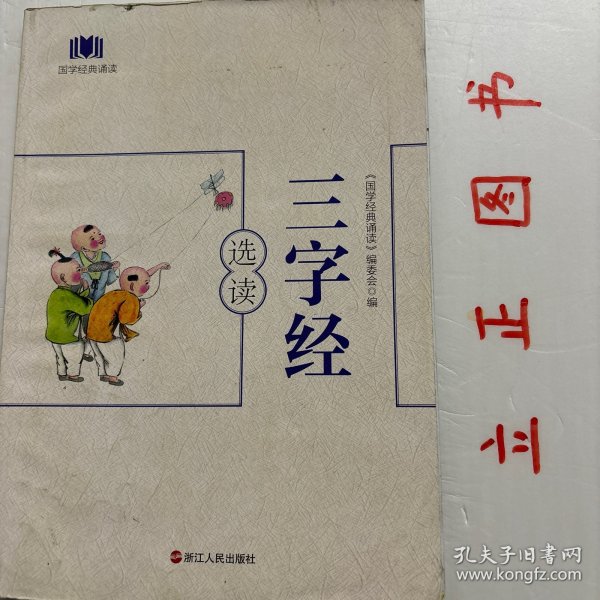 国学经典诵读
三字经
选读
《国学经典诵读》编委会◎编
浙江人民出版社
立正图书
孔夫子旧书网
www.kongfz.com